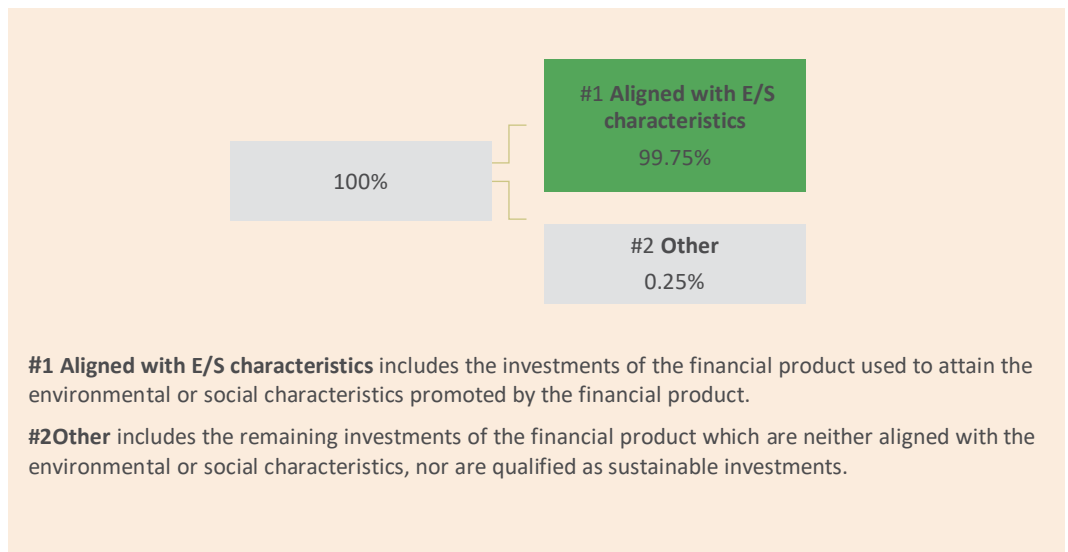 100%
#1 Aligned with E/S
characteristics
99.75%
#2 Other
0.25%
#1 Aligned with E/S characteristics includes the investments of the financial product used to attain the
environmental or social characteristics promoted by the financial product.
#2Other includes the remaining investments of the financial product which are neither aligned with the
environmental or social characteristics, nor are qualified as sustainable investments.